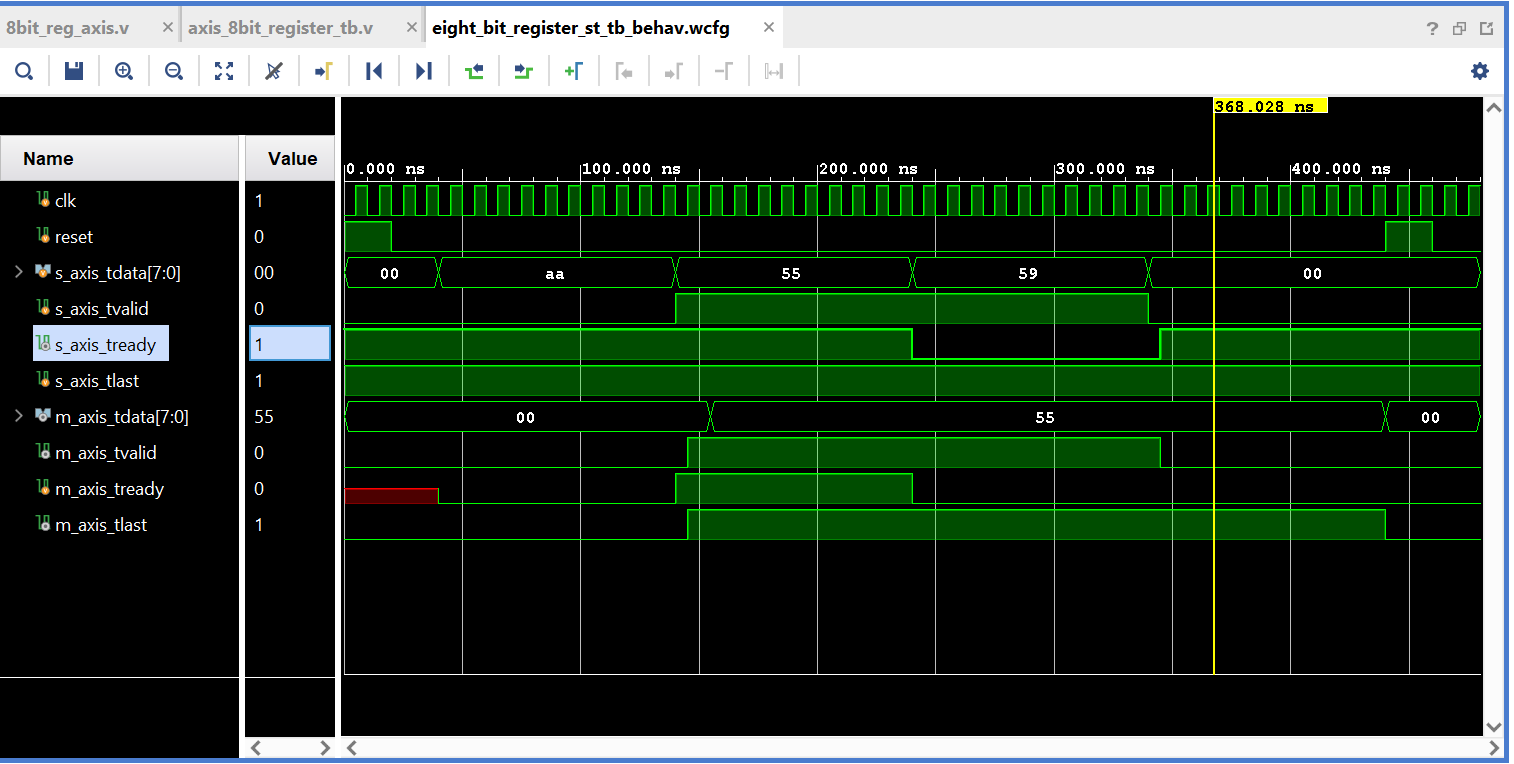 8bit_reg_axis.v × axis_8bit_register_tb.v × eight_bit_register_st_tb_behav.wcfg × ?
368.028 ns
Name Value
0.000 ns 100.000 ns 200.000 ns 300.000 ns 400.000 ns
clk 1
reset 0
s_axis_tdata[7:0] 00 00 aa 55 59 00
s_axis_tvalid 0
s_axis_tready 1
s_axis_tlast 1
m_axis_tdata[7:0] 55 00 55 00
m_axis_tvalid 0
m_axis_tready 0
m_axis_tlast 1